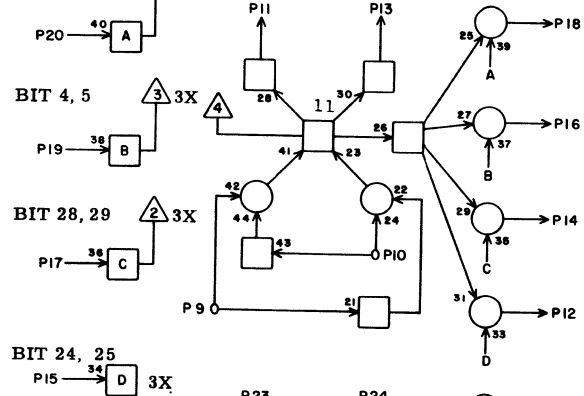 P11 P13 P18
P20 40 A 25 39
A
BIT 4, 5 3 3X 4 28 30 11
P19 38 B 41 23 26 27 37 P16
B
BIT 28, 29 2 3X 42 44 22 24 29 35 P14
P17 36 C 43 P10 C
P9 21 31 33 P12
D
BIT 24, 25
P15 34 D 3X
P23 P24